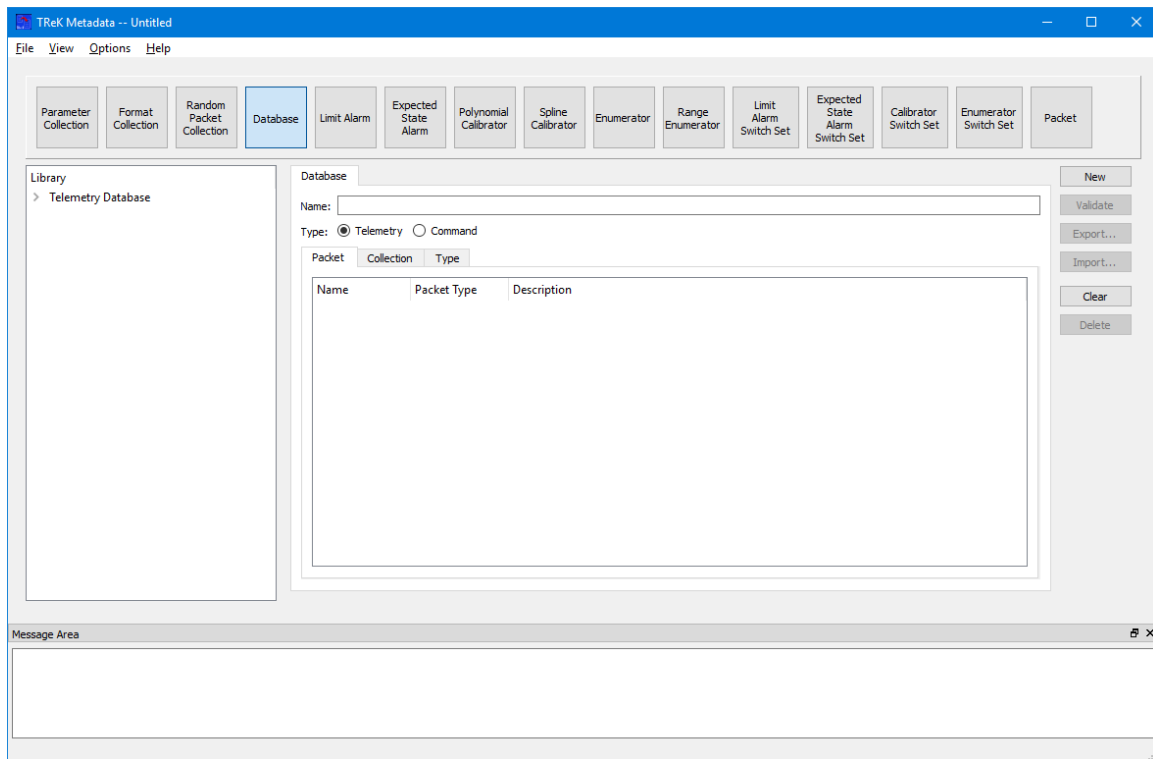 TReK Metadata -- Untitled
File View Options Help
Parameter Collection
Format Collection
Random Packet Collection
Database
Limit Alarm
Expected State Alarm
Polynomial Calibrator
Spline Calibrator
Enumerator
Range Enumerator
Limit Alarm Switch Set
Expected State Alarm Switch Set
Calibrator Switch Set
Enumerator Switch Set
Packet
Library
Telemetry Database
Database
Name:
Type: Telemetry Command
Packet Collection Type
Name Packet Type Description
New
Validate
Export...
Import...
Clear
Delete
Message Area